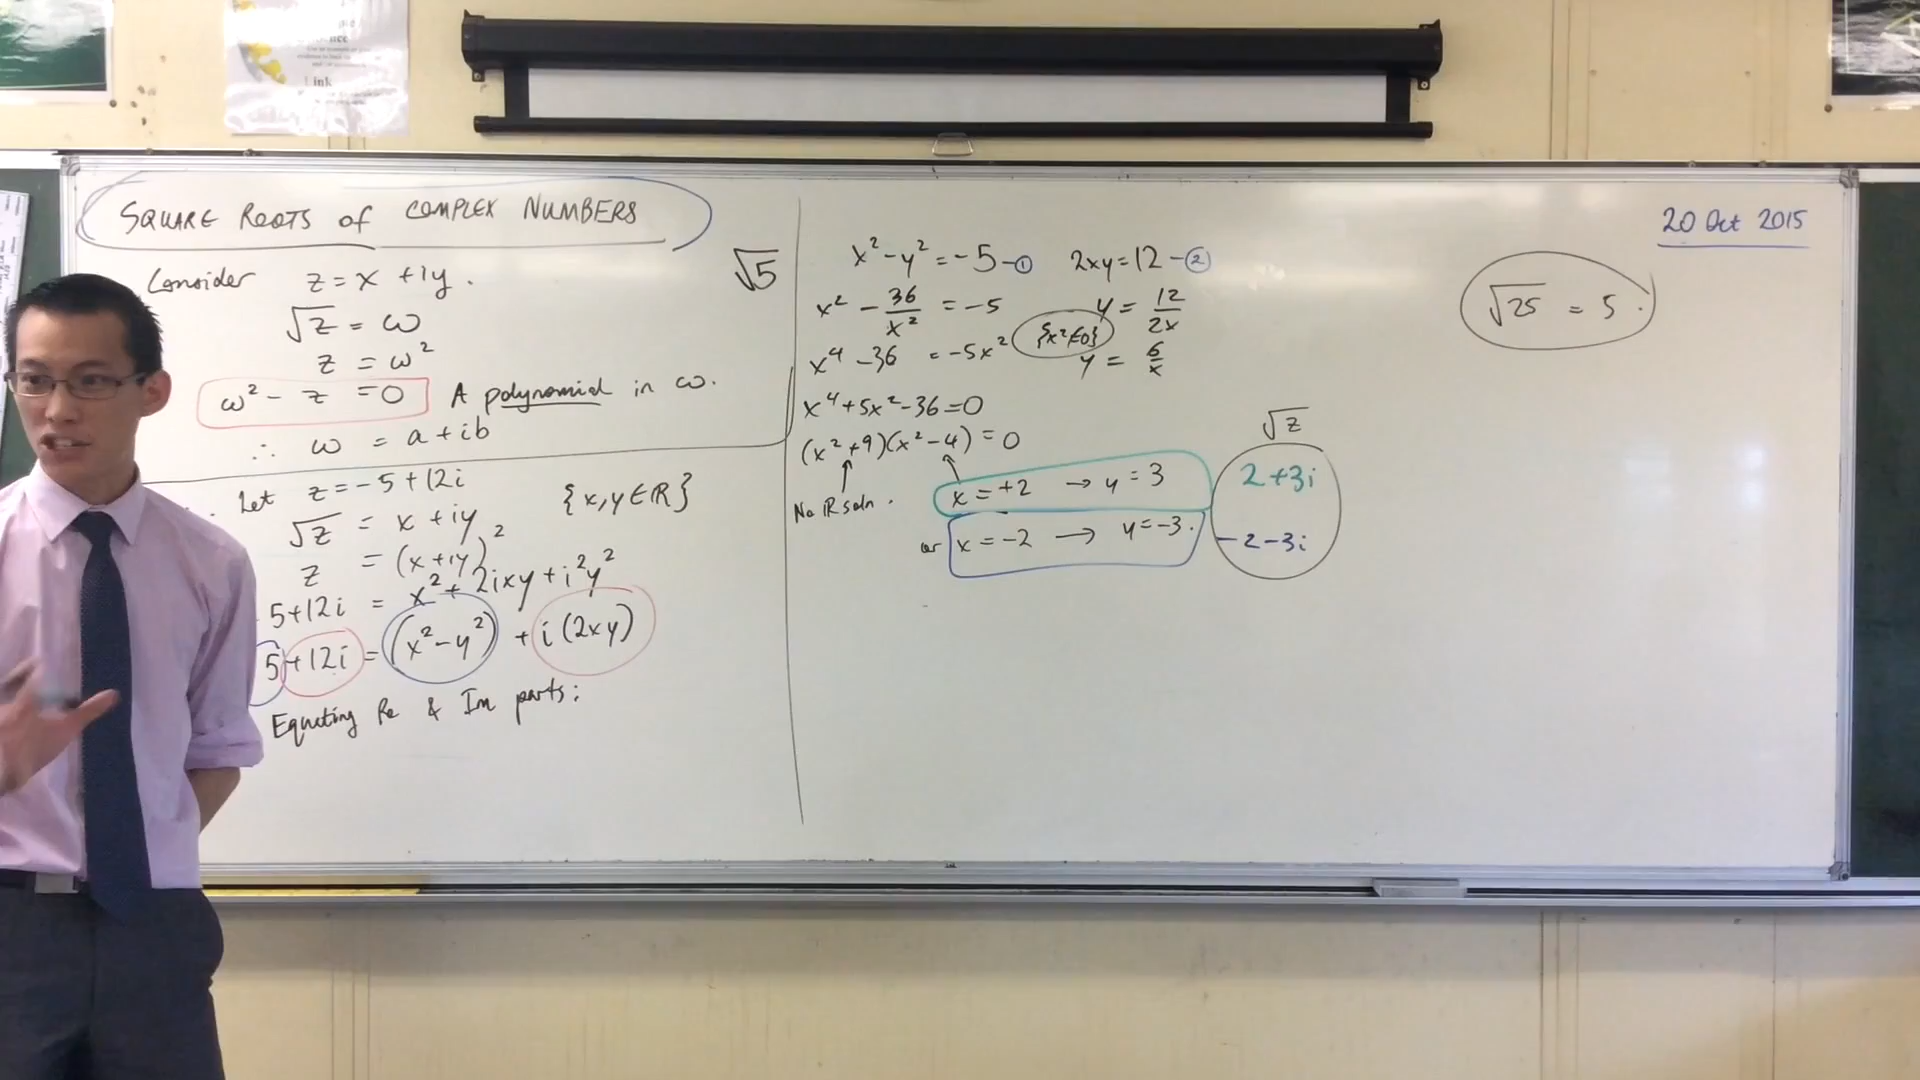 SQUARE ROOTS of COMPLEX NUMBERS
Consider z = x + iy.
√z = ω
z = ω²
ω² - z = 0 A polynomial in ω.
∴ ω = a + ib
√5
Let z = -5 + 12i
√z = x + iy {x, y ∈ ℝ}
z = (x + iy)²
5 + 12i = x² + 2ixy + i²y²
5 + 12i = (x² - y²) + i(2xy)
Equating Re & Im parts:
x² - y² = -5 - ① 2xy = 12 - ②
x² - 36/x² = -5 y = 12/2x
x⁴ - 36 = -5x² {x² ≠ 0} y = 6/x
x⁴ + 5x² - 36 = 0
(x² + 9)(x² - 4) = 0
No ℝ soln.
x = +2 → y = 3
or x = -2 → y = -3.
√z
2 + 3i
-2 - 3i
20 Oct 2015
√25 = 5.
ink